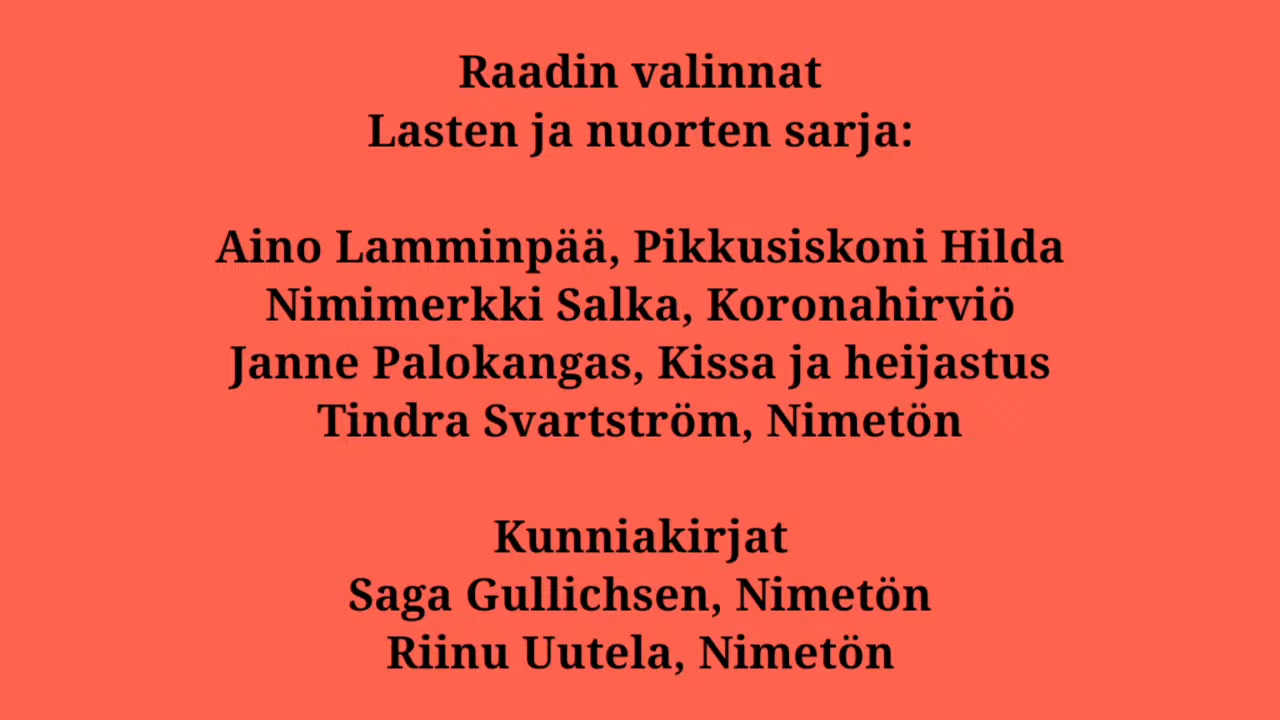 Raadin valinnat
Lasten ja nuorten sarja:
Aino Lamminpää, Pikkusiskoni Hilda
Nimimerkki Salka, Koronahirviö
Janne Palokangas, Kissa ja heijastus
Tindra Svartström, Nimetön
Kunniakirjat
Saga Gullichsen, Nimetön
Riinu Uutela, Nimetön